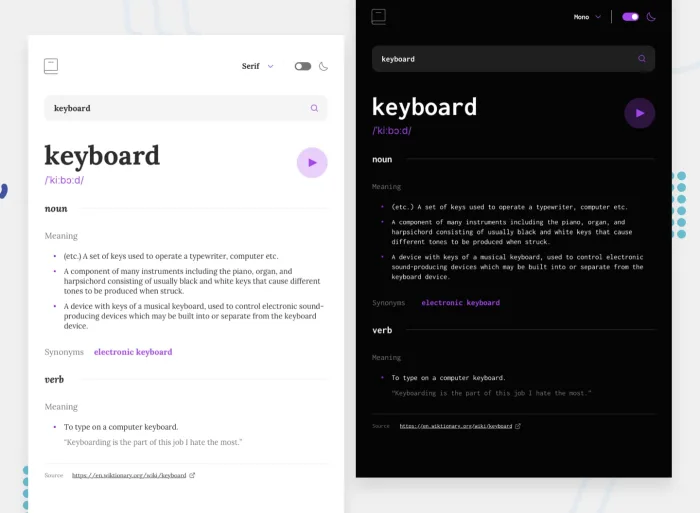 Serif
keyboard
keyboard
/ˈkiːbɔːd/
noun
Meaning
(etc.) A set of keys used to operate a typewriter, computer etc.
A component of many instruments including the piano, organ, and
harpsichord consisting of usually black and white keys that cause different
tones to be produced when struck.
A device with keys of a musical keyboard, used to control electronic sound-
producing devices which may be built into or separate from the keyboard
device.
Synonyms electronic keyboard
verb
Meaning
To type on a computer keyboard.
“Keyboarding is the part of this job I hate the most.”
Source https://en.wiktionary.org/wiki/keyboard
Mono
keyboard
keyboard
/ˈkiːbɔːd/
noun
Meaning
(etc.) A set of keys used to operate a typewriter, computer etc.
A component of many instruments including the piano, organ, and
harpsichord consisting of usually black and white keys that cause
different tones to be produced when struck.
A device with keys of a musical keyboard, used to control electronic
sound-producing devices which may be built into or separate from the
keyboard device.
Synonyms electronic keyboard
verb
Meaning
To type on a computer keyboard.
“Keyboarding is the part of this job I hate the most.”
Source https://en.wiktionary.org/wiki/keyboard